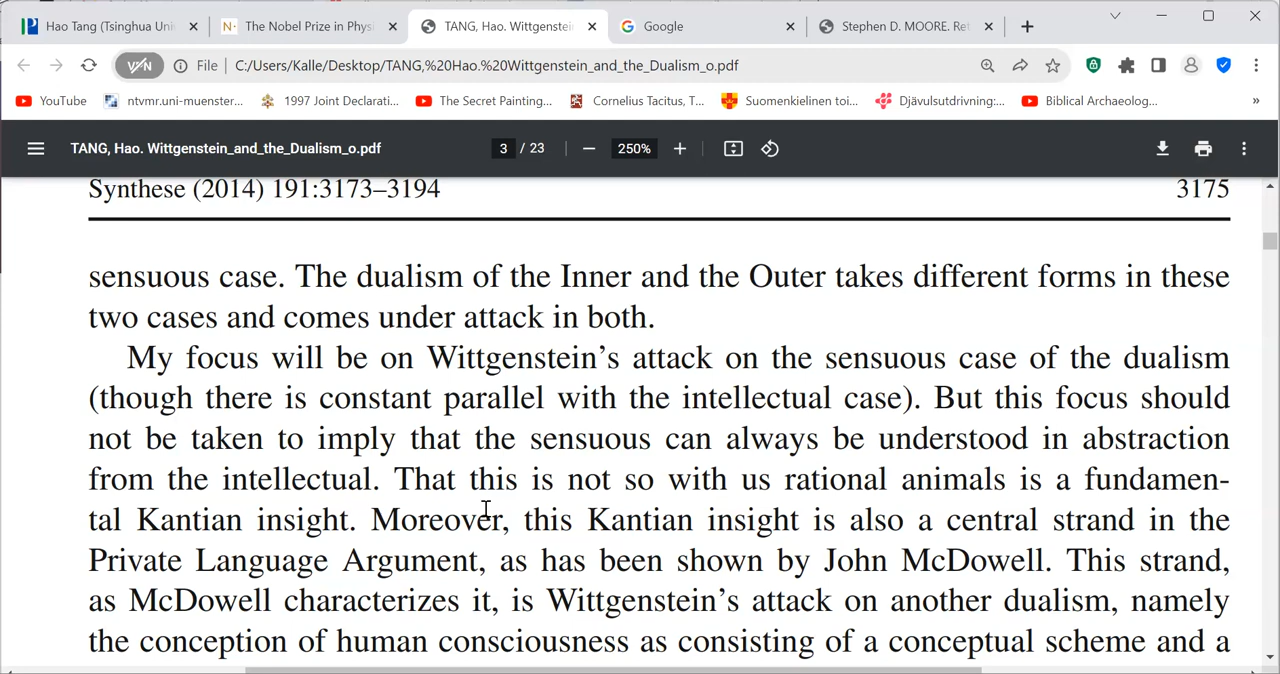 Hao Tang (Tsinghua Uni
The Nobel Prize in Physi
TANG, Hao. Wittgenstei
Google
Stephen D. MOORE. Ret
VPN
File
C:/Users/Kalle/Desktop/TANG,%20Hao.%20Wittgenstein_and_the_Dualism_o.pdf
YouTube
ntvmr.uni-muenster...
1997 Joint Declarati...
The Secret Painting...
Cornelius Tacitus, T...
Suomenkielinen toi...
Djävulsutdrivning:...
Biblical Archaeolog...
»
TANG, Hao. Wittgenstein_and_the_Dualism_o.pdf
3 / 23
250%
Synthese (2014) 191:3173–3194
3175
sensuous case. The dualism of the Inner and the Outer takes different forms in these
two cases and comes under attack in both.
My focus will be on Wittgenstein’s attack on the sensuous case of the dualism
(though there is constant parallel with the intellectual case). But this focus should
not be taken to imply that the sensuous can always be understood in abstraction
from the intellectual. That this is not so with us rational animals is a fundamen-
tal Kantian insight. Moreover, this Kantian insight is also a central strand in the
Private Language Argument, as has been shown by John McDowell. This strand,
as McDowell characterizes it, is Wittgenstein’s attack on another dualism, namely
the conception of human consciousness as consisting of a conceptual scheme and a